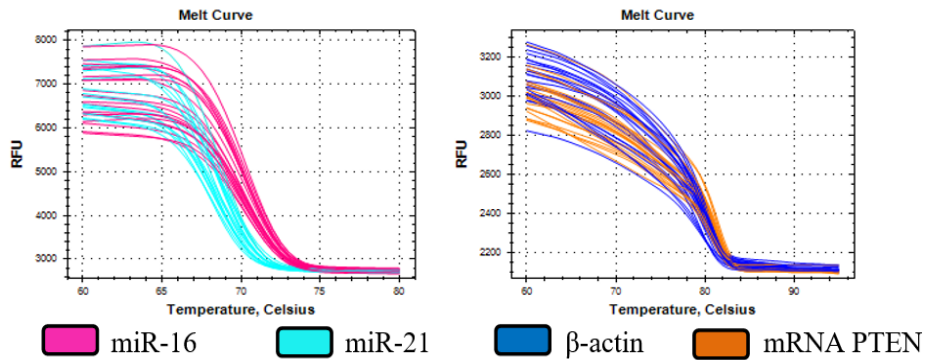 Melt Curve
8000
7000
6000
5000
4000
3000
RFU
60
65
70
75
80
Temperature, Celsius
Melt Curve
3200
3000
2800
2600
2400
2200
RFU
60
70
80
90
Temperature, Celsius
miR-16
miR-21
β-actin
mRNA PTEN